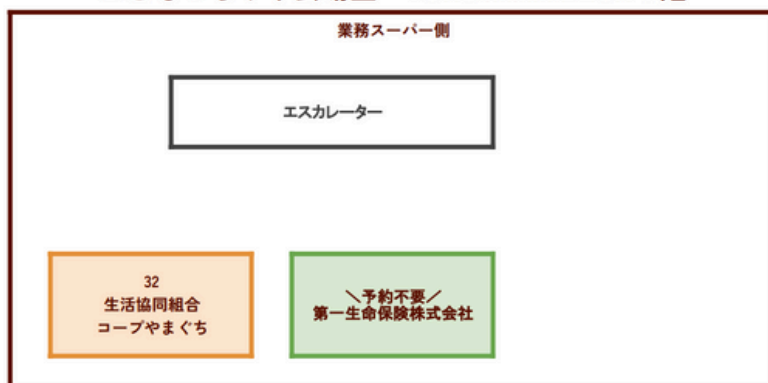 業務スーパー側
エスカレーター
32
生活協同組合
コープやまぐち
＼予約不要／
第一生命保険株式会社